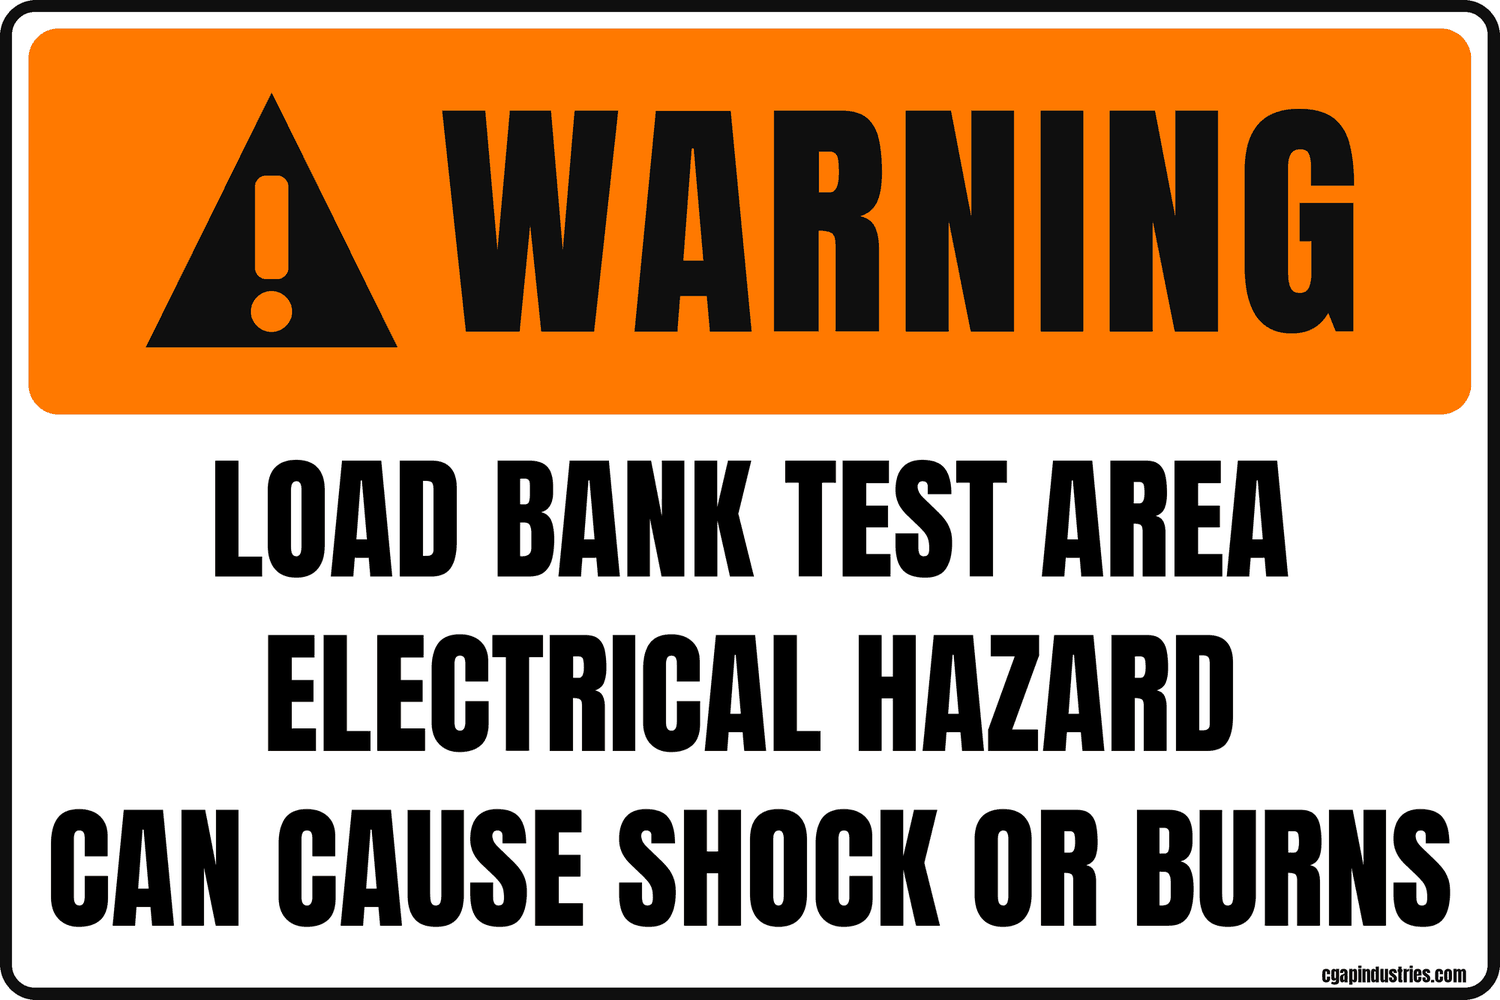 WARNING
LOAD BANK TEST AREA
ELECTRICAL HAZARD
CAN CAUSE SHOCK OR BURNS
cgapindustries.com